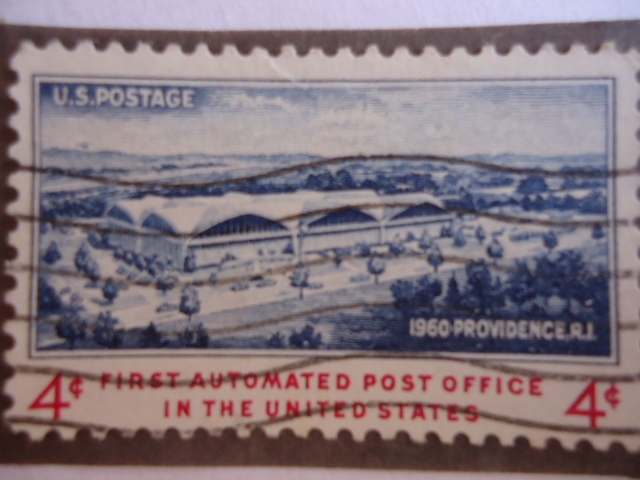 U.S.POSTAGE
1960·PROVIDENCE, R.I.
4¢ FIRST AUTOMATED POST OFFICE 4¢
IN THE UNITED STATES